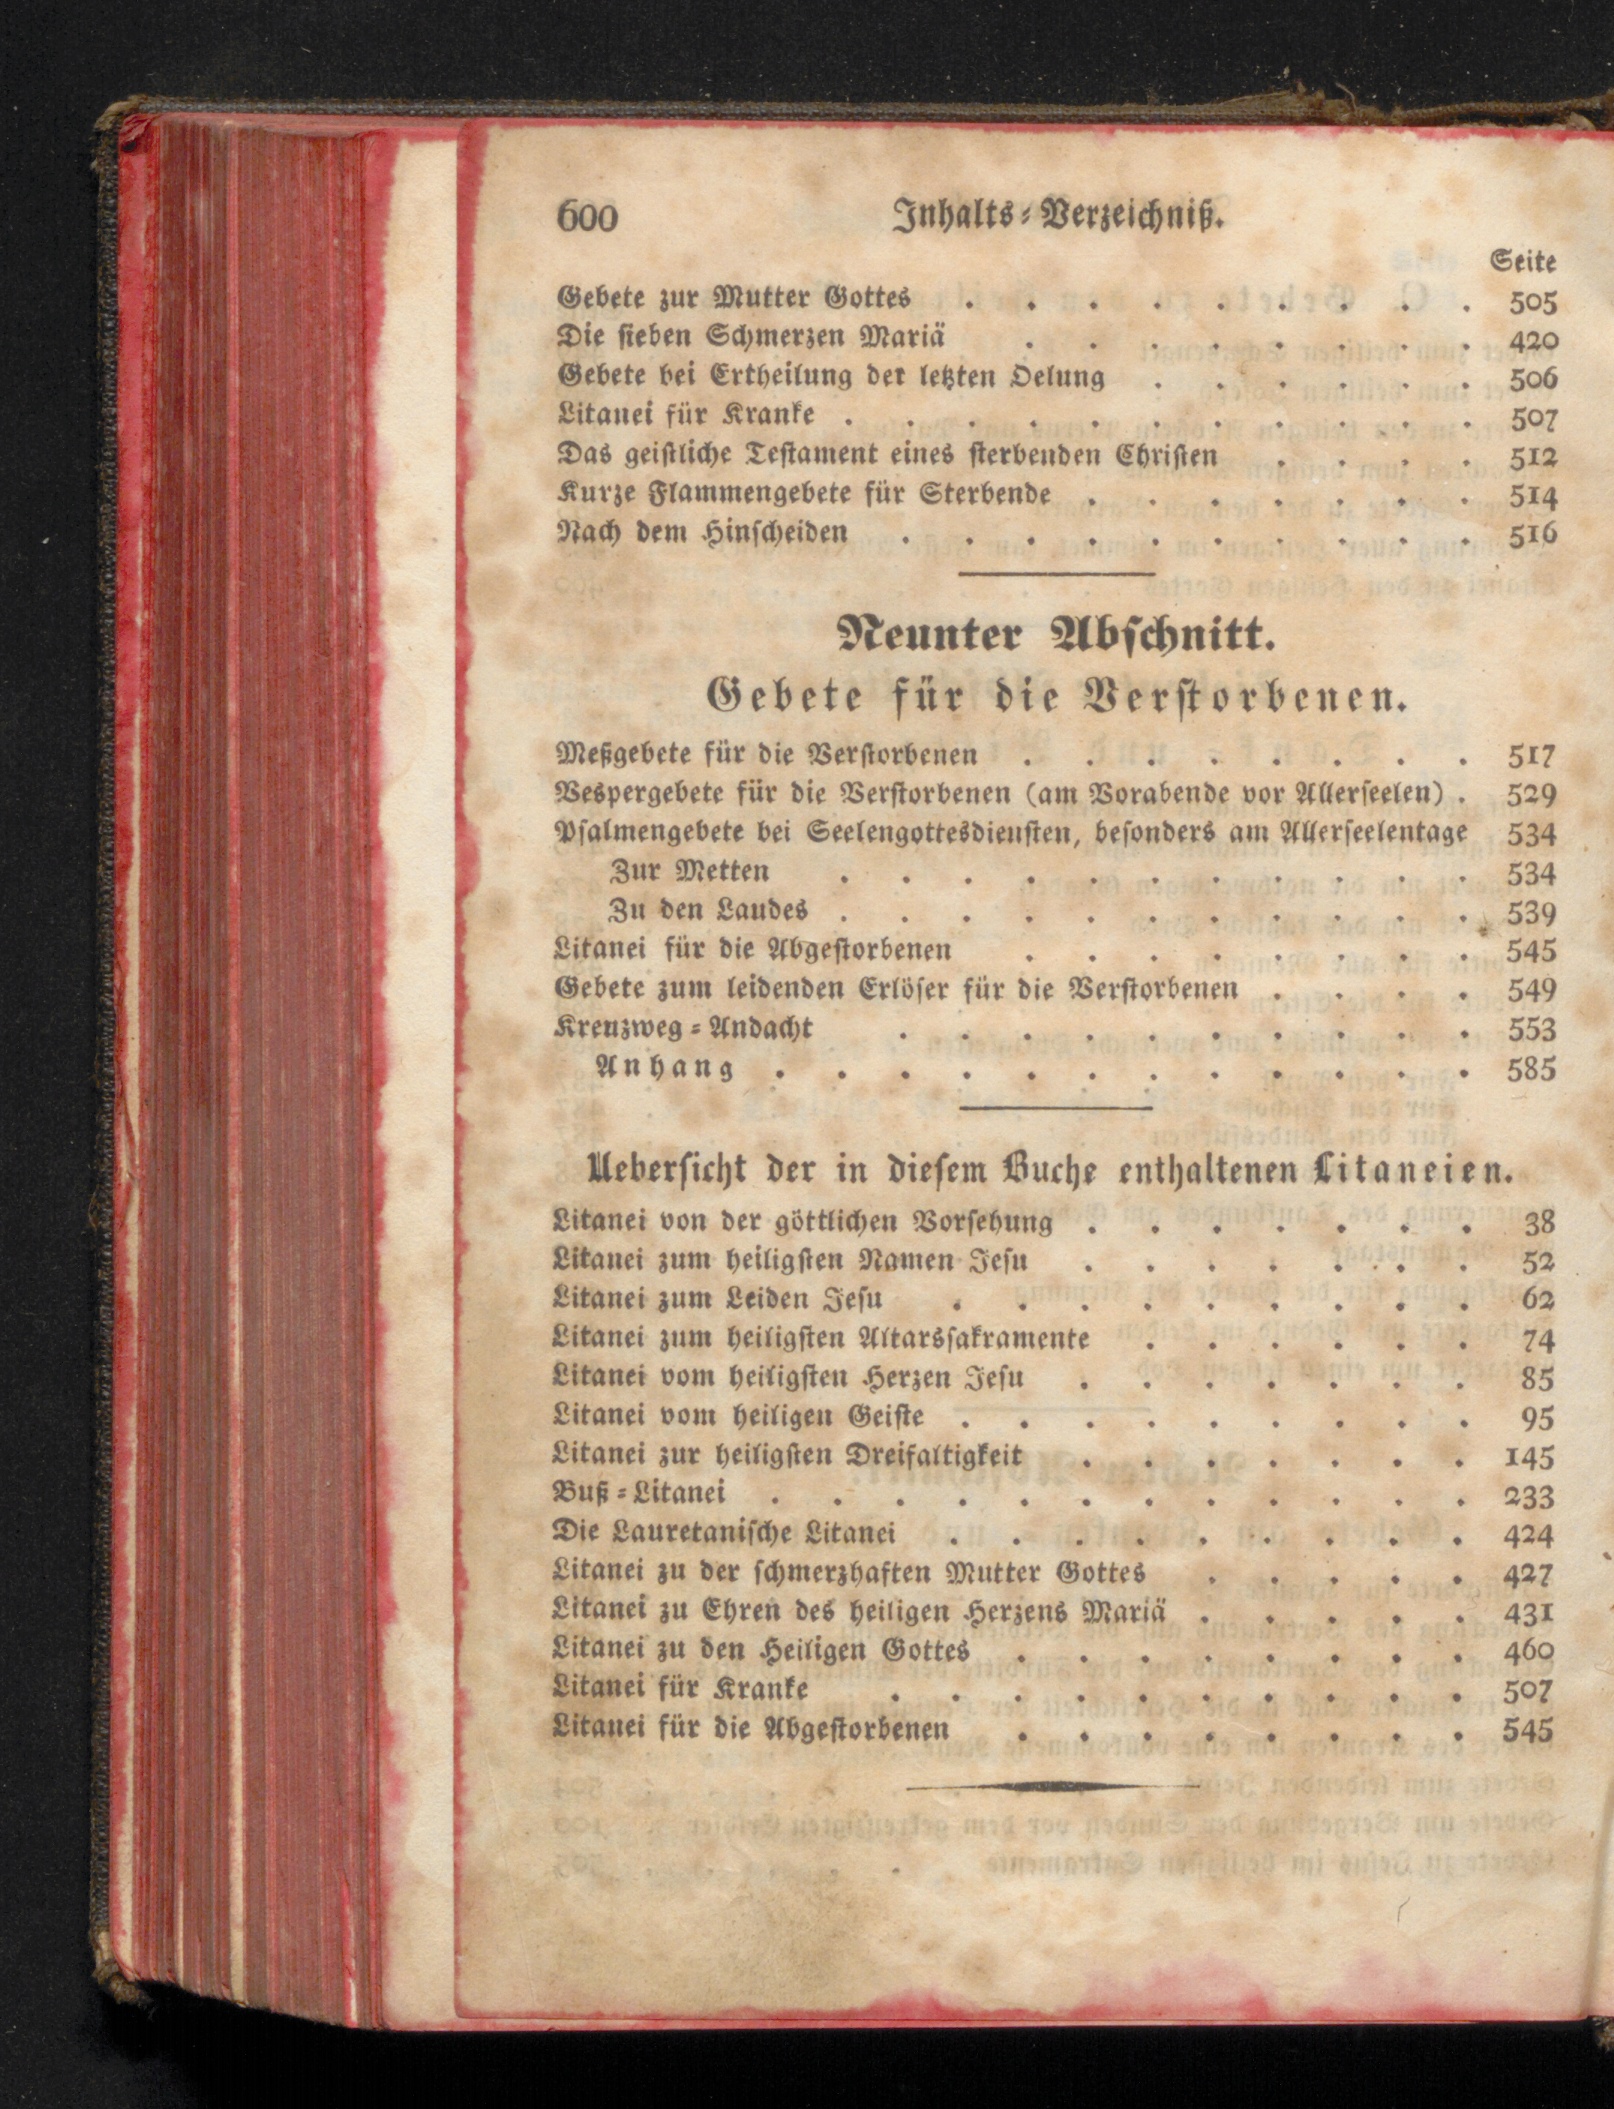 600 Inhalts-Verzeichniß.
Seite
Gebete zur Mutter Gottes . . . . . . . . . 505
Die ſieben Schmerzen Mariä . . . . . . . . 420
Gebete bei Ertheilung der letzten Oelung . . . . . . 506
Litanei für Kranke . . . . . . . . . . . 507
Das geiſtliche Teſtament eines ſterbenden Chriſten . . . . 512
Kurze Flammengebete für Sterbende . . . . . . . 514
Nach dem Hinſcheiden . . . . . . . . . . 516
Neunter Abſchnitt.
Gebete für die Verſtorbenen.
Meßgebete für die Verſtorbenen . . . . . . . . 517
Vespergebete für die Verſtorbenen (am Vorabende vor Allerſeelen) . 529
Pſalmengebete bei Seelengottesdienſten, beſonders am Allerſeelentage 534
Zur Metten . . . . . . . . . . . 534
Zu den Laudes . . . . . . . . . . . 539
Litanei für die Abgeſtorbenen . . . . . . . . 545
Gebete zum leidenden Erlöſer für die Verſtorbenen . . . . 549
Kreuzweg-Andacht . . . . . . . . . . 553
Anhang . . . . . . . . . . . . 585
Ueberſicht der in dieſem Buche enthaltenen Litaneien.
Litanei von der göttlichen Vorſehung . . . . . . . 38
Litanei zum heiligſten Namen Jeſu . . . . . . . 52
Litanei zum Leiden Jeſu . . . . . . . . . 62
Litanei zum heiligſten Altarsſakramente . . . . . . 74
Litanei vom heiligſten Herzen Jeſu . . . . . . . 85
Litanei vom heiligen Geiſte . . . . . . . . . 95
Litanei zur heiligſten Dreifaltigkeit . . . . . . . 145
Buß-Litanei . . . . . . . . . . . . 233
Die Lauretaniſche Litanei . . . . . . . . . 424
Litanei zu der ſchmerzhaften Mutter Gottes . . . . . 427
Litanei zu Ehren des heiligen Herzens Mariä . . . . . 431
Litanei zu den Heiligen Gottes . . . . . . . . 460
Litanei für Kranke . . . . . . . . . . 507
Litanei für die Abgeſtorbenen . . . . . . . . 545